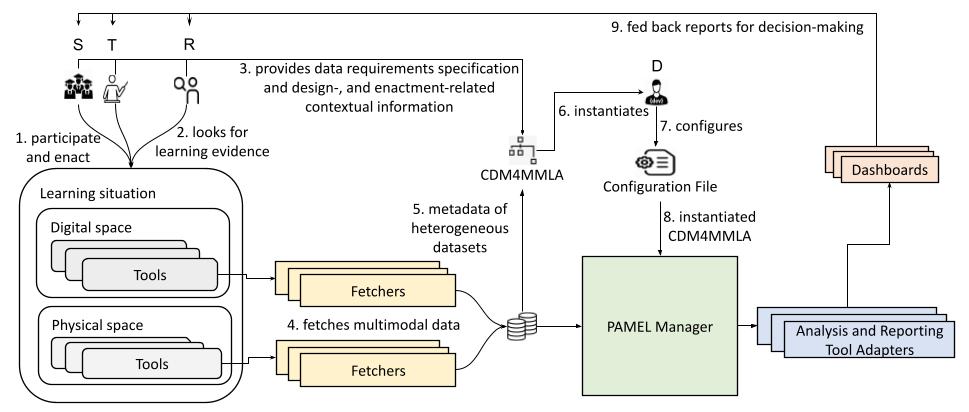 9. fed back reports for decision-making
S
T
R
D
3. provides data requirements specification
and design-, and enactment-related
contextual information
1. participate
and enact
2. looks for
learning evidence
6. instantiates
(dev)
7. configures
CDM4MMLA
Configuration File
Dashboards
Learning situation
Digital space
Tools
5. metadata of
heterogeneous
datasets
8. instantiated
CDM4MMLA
Fetchers
Physical space
Tools
4. fetches multimodal data
Fetchers
PAMEL Manager
Analysis and Reporting
Tool Adapters